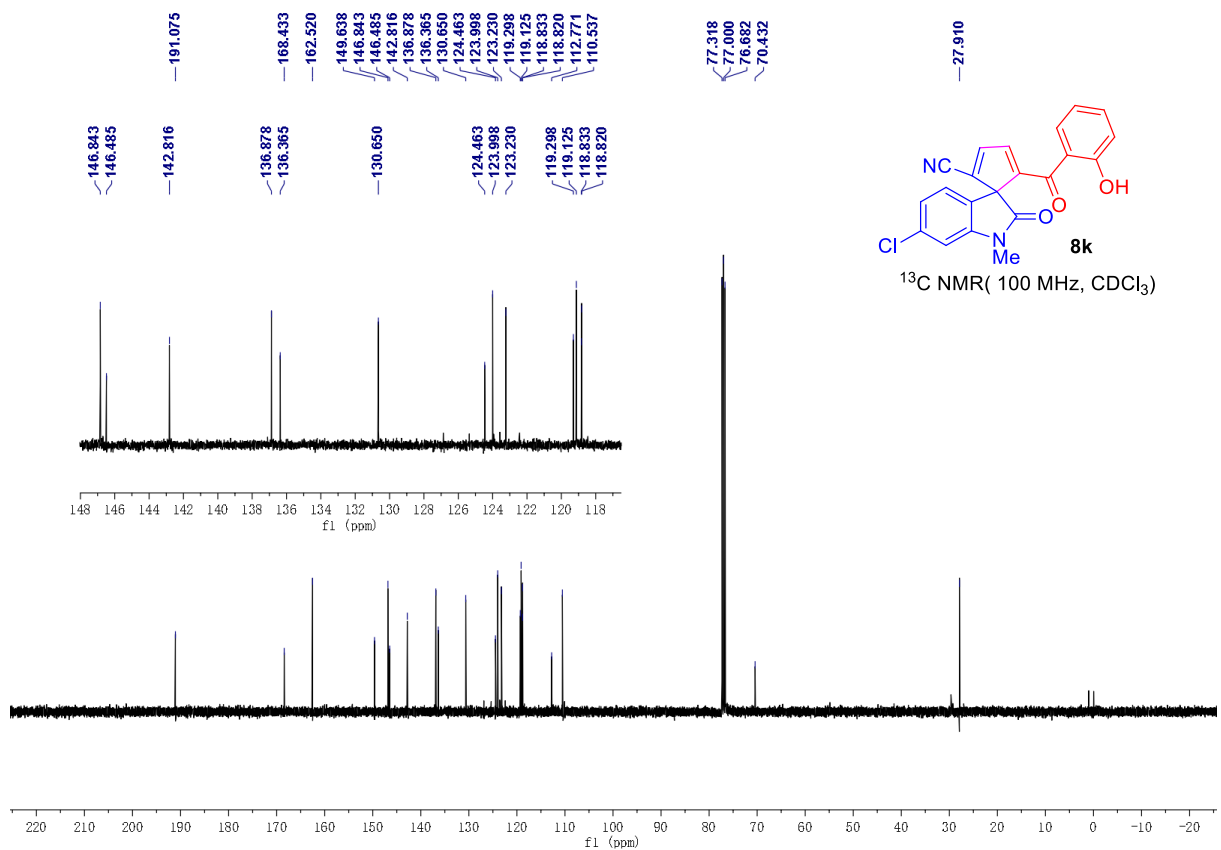 191.075
168.433
162.520
149.638
146.843
146.485
142.816
136.878
136.365
130.650
124.463
123.998
123.230
119.298
119.125
118.833
118.820
112.771
110.537
77.318
77.000
76.682
70.432
27.910
146.843
146.485
142.816
136.878
136.365
130.650
124.463
123.998
123.230
119.298
119.125
118.833
118.820
NC
O
OH
O
Cl
N
Me
8k
¹³C NMR( 100 MHz, CDCl₃)
148 146 144 142 140 138 136 134 132 130 128 126 124 122 120 118
f1 (ppm)
220 210 200 190 180 170 160 150 140 130 120 110 100 90 80 70 60 50 40 30 20 10 0 -10 -20
f1 (ppm)